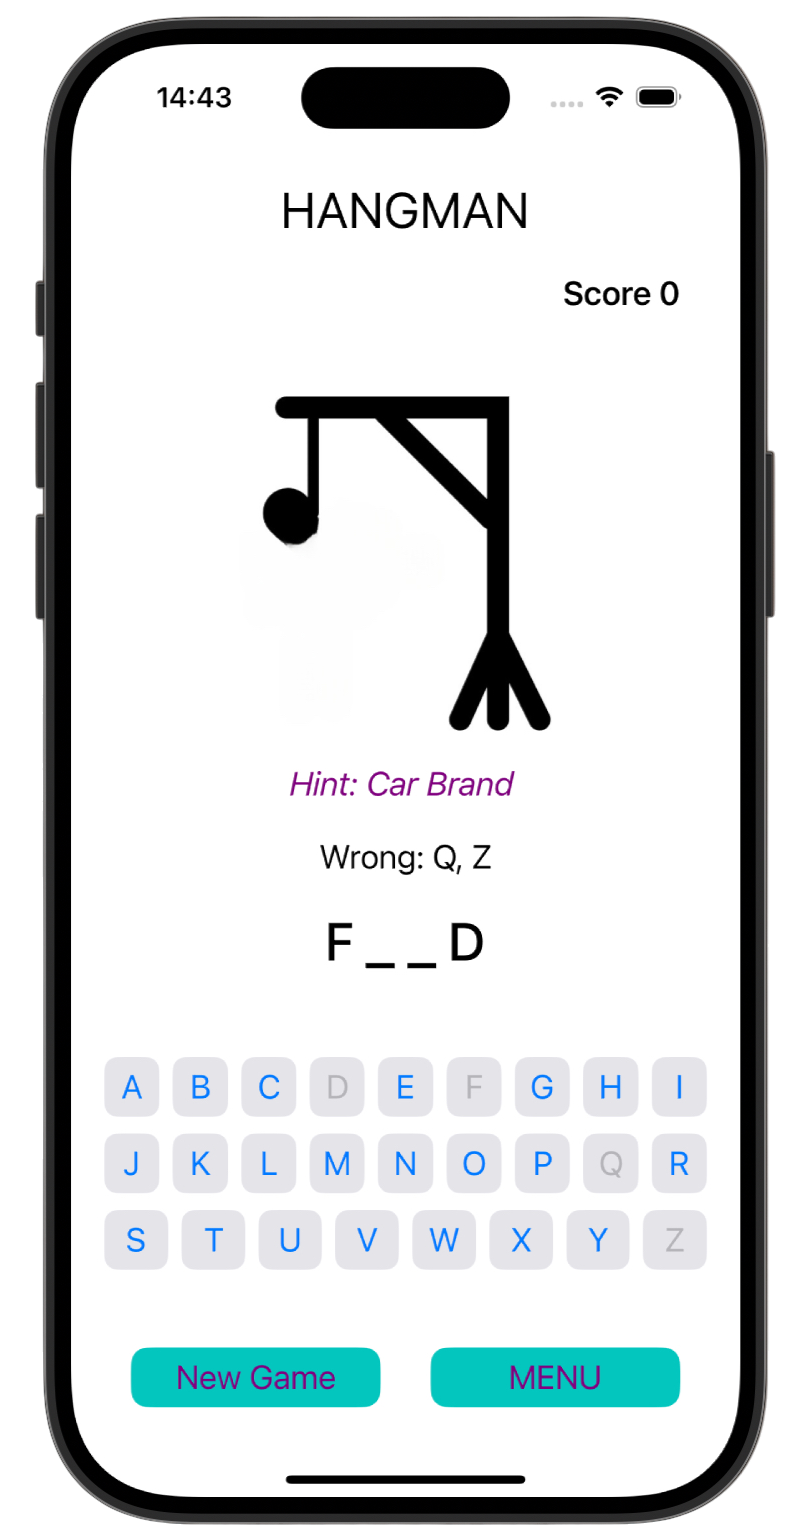 14:43
HANGMAN
Score 0
Hint: Car Brand
Wrong: Q, Z
F _ _ D
A B C D E F G H I
J K L M N O P Q R
S T U V W X Y Z
New Game MENU